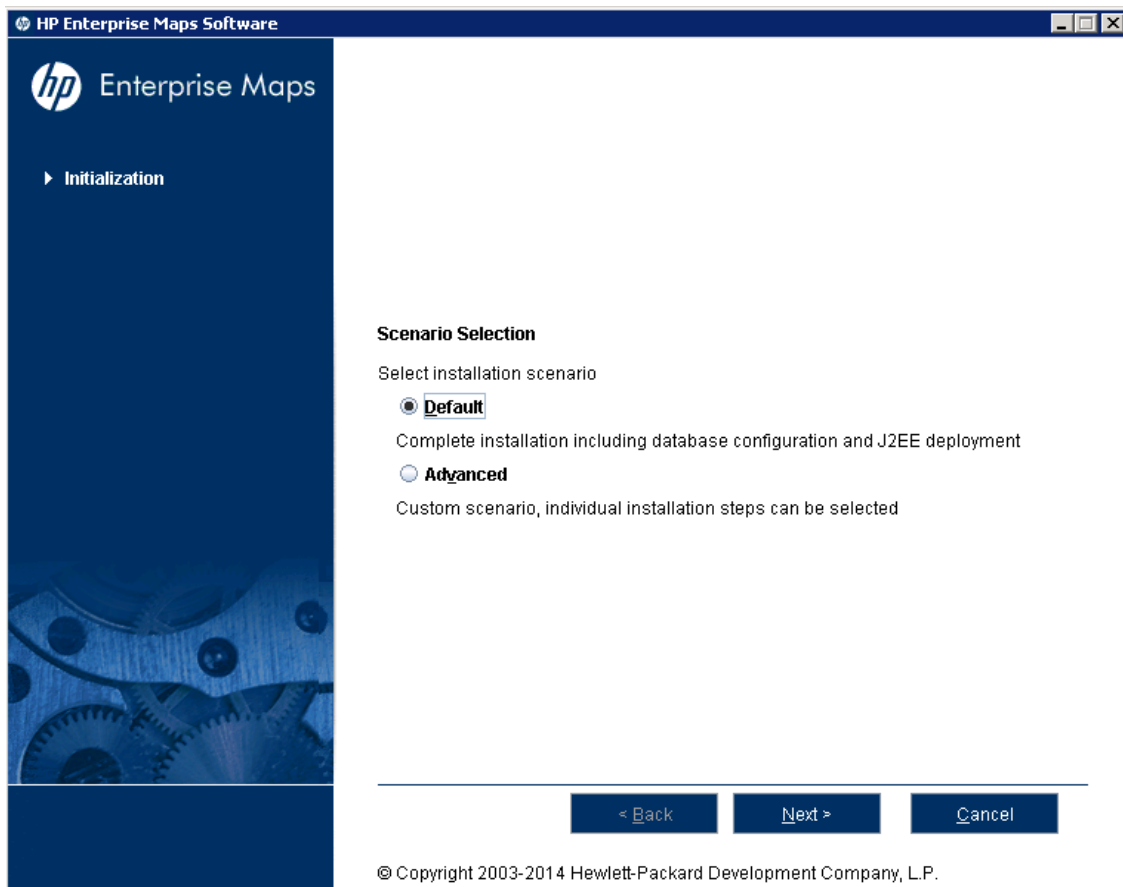 HP Enterprise Maps Software
hp Enterprise Maps
Initialization
Scenario Selection
Select installation scenario
Default
Complete installation including database configuration and J2EE deployment
Advanced
Custom scenario, individual installation steps can be selected
< Back
Next >
Cancel
© Copyright 2003-2014 Hewlett-Packard Development Company, L.P.